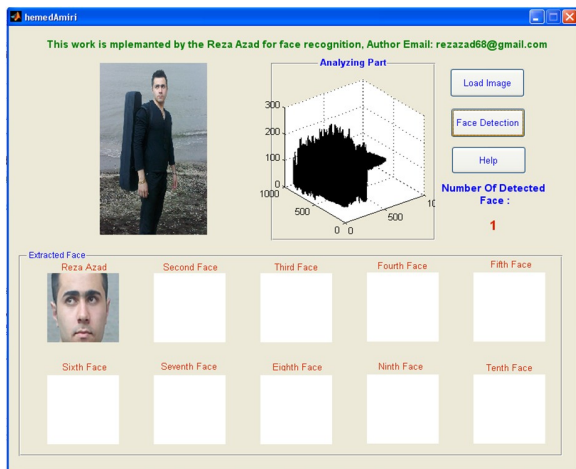 hemedAmiri
This work is mplemanted by the Reza Azad for face recognition, Author Email: rezazad68@gmail.com
Analyzing Part
300
200
100
0
1000
500
0
0
500
10
Load Image
Face Detection
Help
Number Of Detected
Face :
1
Extracted Face
Reza Azad
Second Face
Third Face
Fourth Face
Fifth Face
Sixth Face
Seventh Face
Eighth Face
Ninth Face
Tenth Face